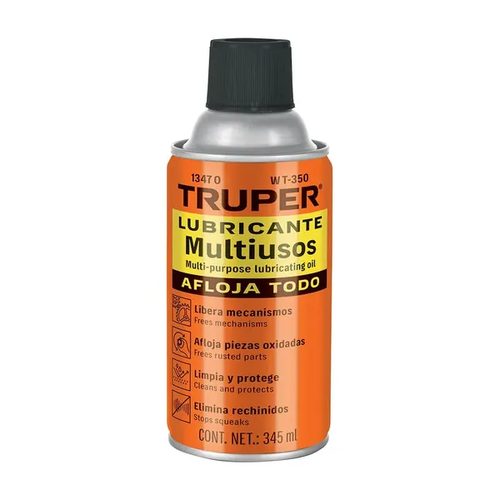 13470 WT-350
TRUPER®
LUBRICANTE
Multiusos
Multi-purpose lubricating oil
AFLOJA TODO
Libera mecanismos
Frees mechanisms
Afloja piezas oxidadas
Frees rusted parts
Limpia y protege
Cleans and protects
Elimina rechinidos
Stops squeaks
CONT. NET.: 345 ml